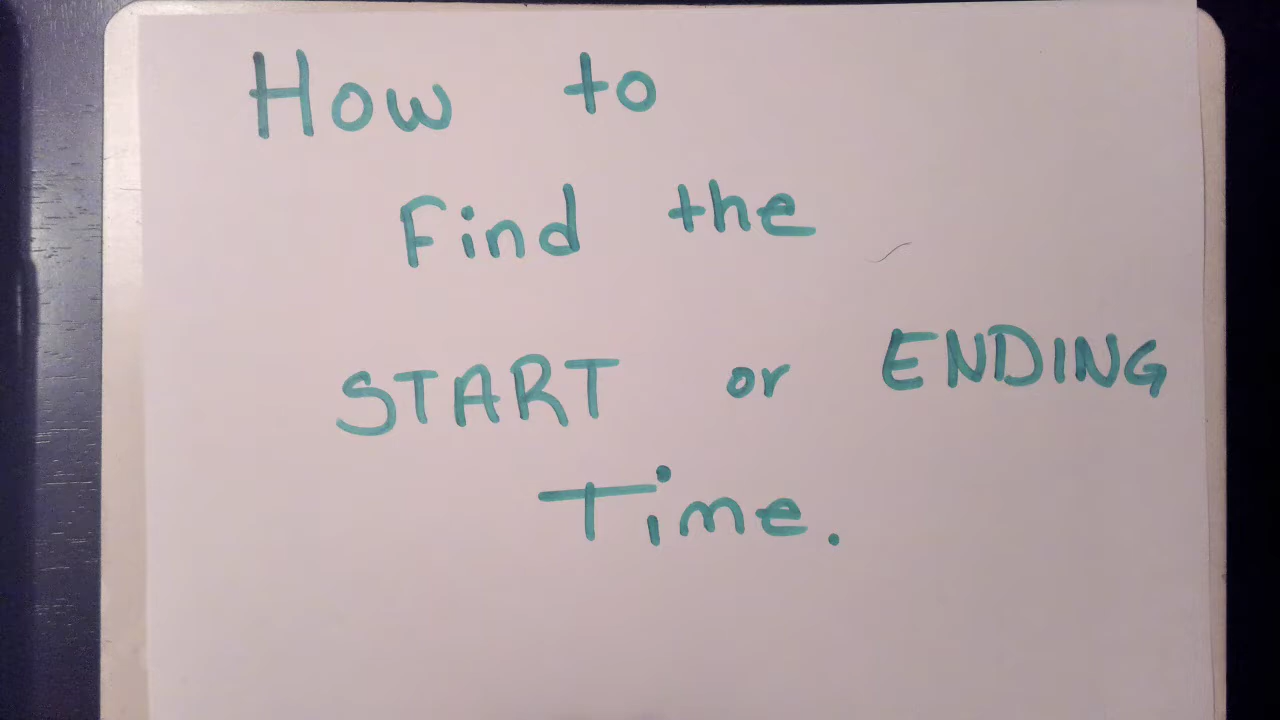 How to
Find the
START or ENDING
Time.